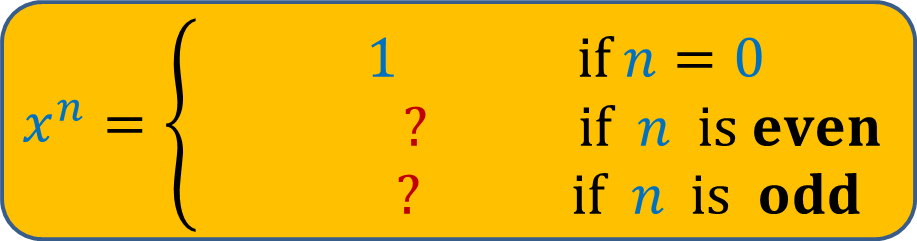 1 if n = 0
xⁿ = { ? if n is even
? if n is odd